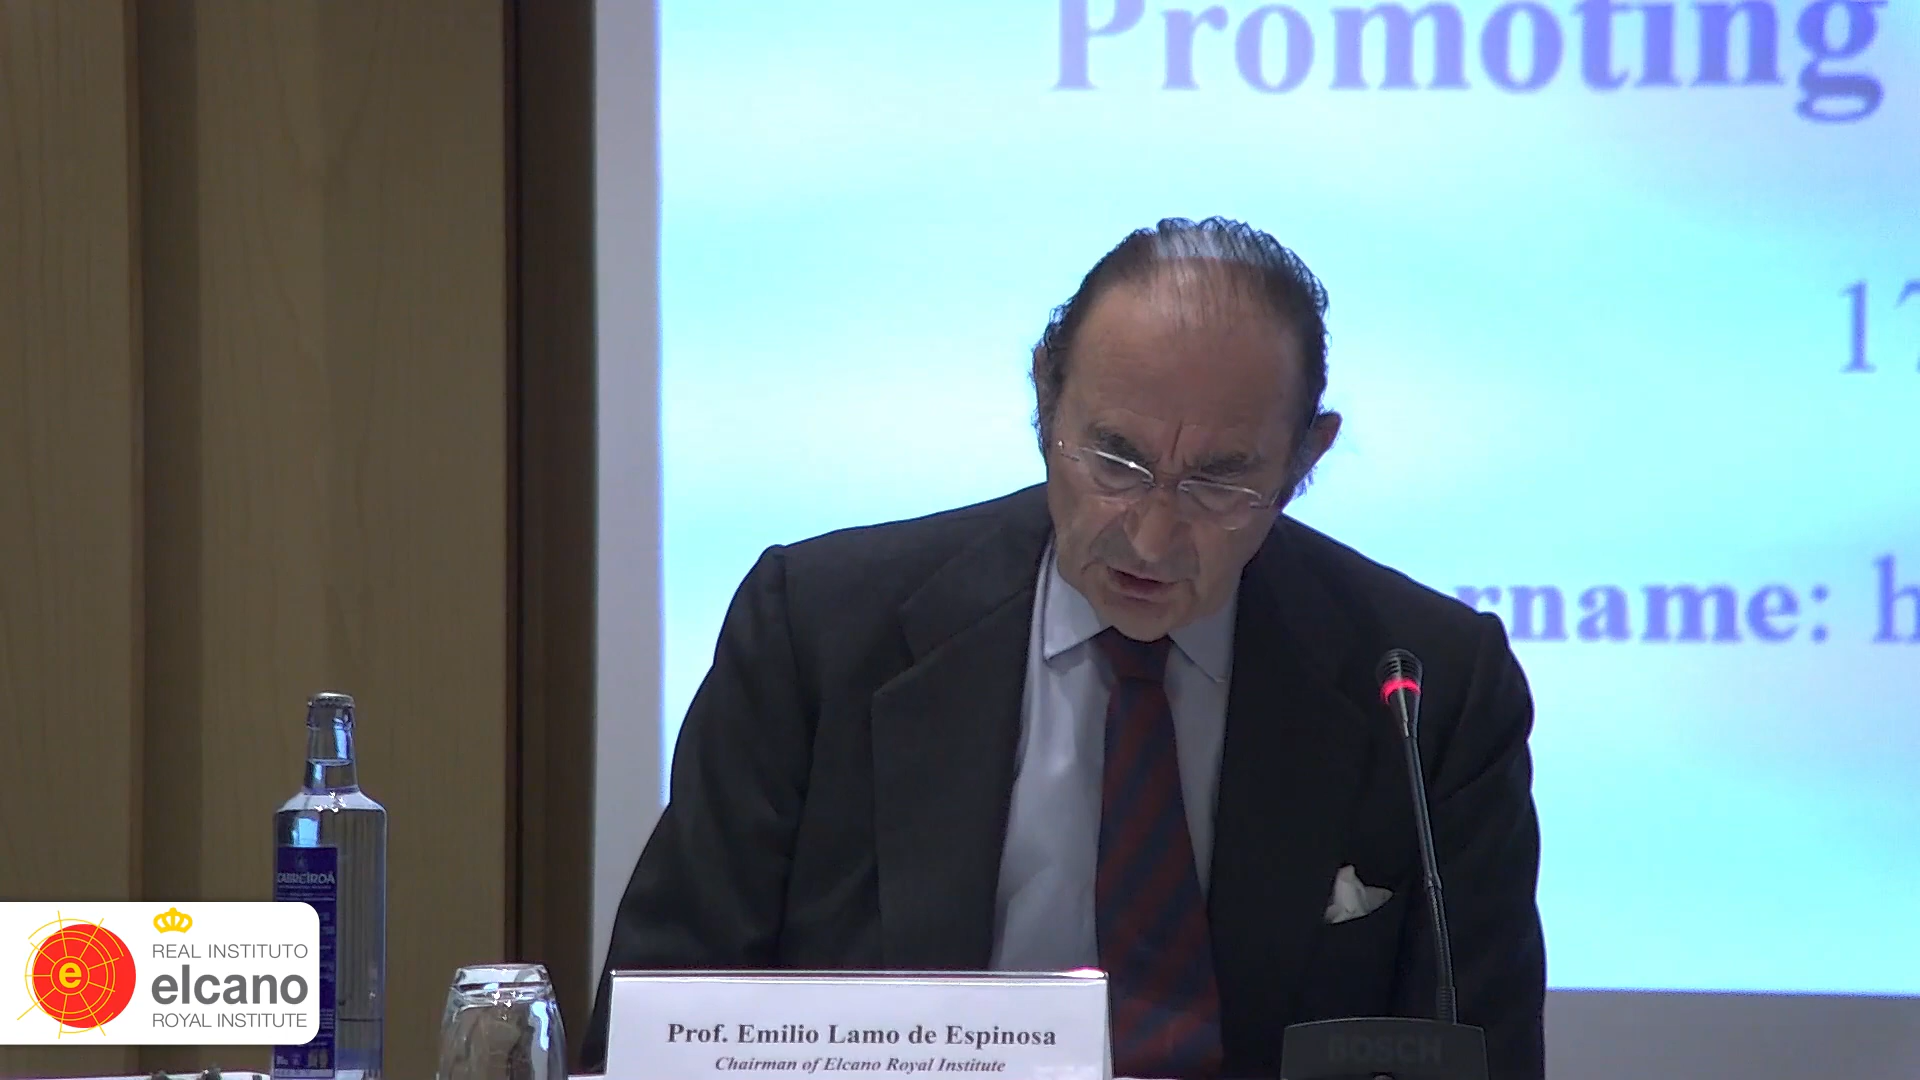 Promoting
17
rname: h
CABREIROÁ
e
REAL INSTITUTO
elcano
ROYAL INSTITUTE
Prof. Emilio Lamo de Espinosa
Chairman of Elcano Royal Institute
BOSCH